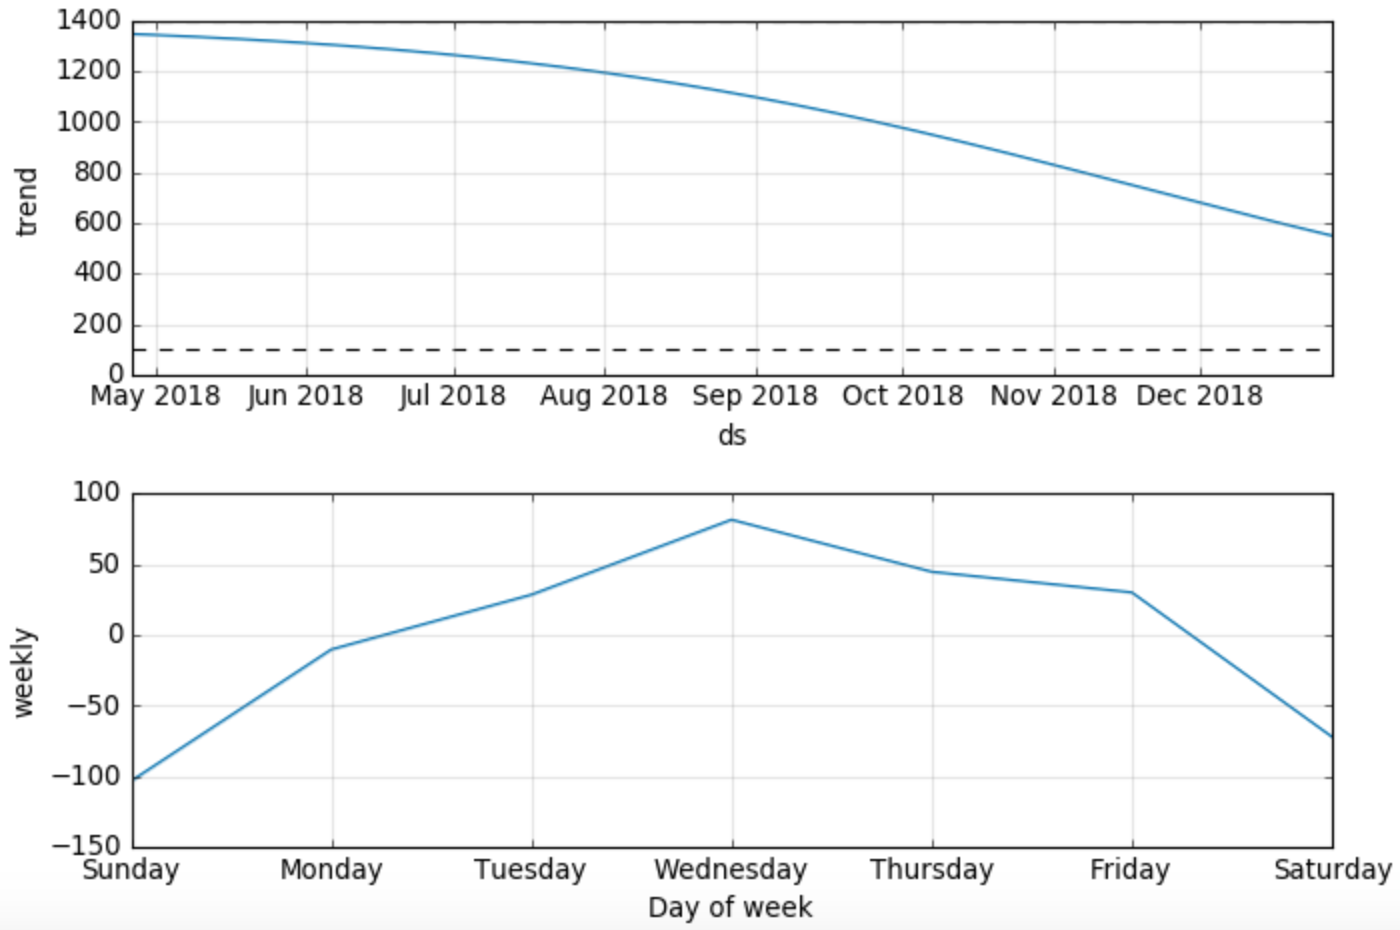 1400
1200
1000
800
600
400
200
0
trend
May 2018 Jun 2018 Jul 2018 Aug 2018 Sep 2018 Oct 2018 Nov 2018 Dec 2018
ds
100
50
0
−50
−100
−150
weekly
Sunday Monday Tuesday Wednesday Thursday Friday Saturday
Day of week